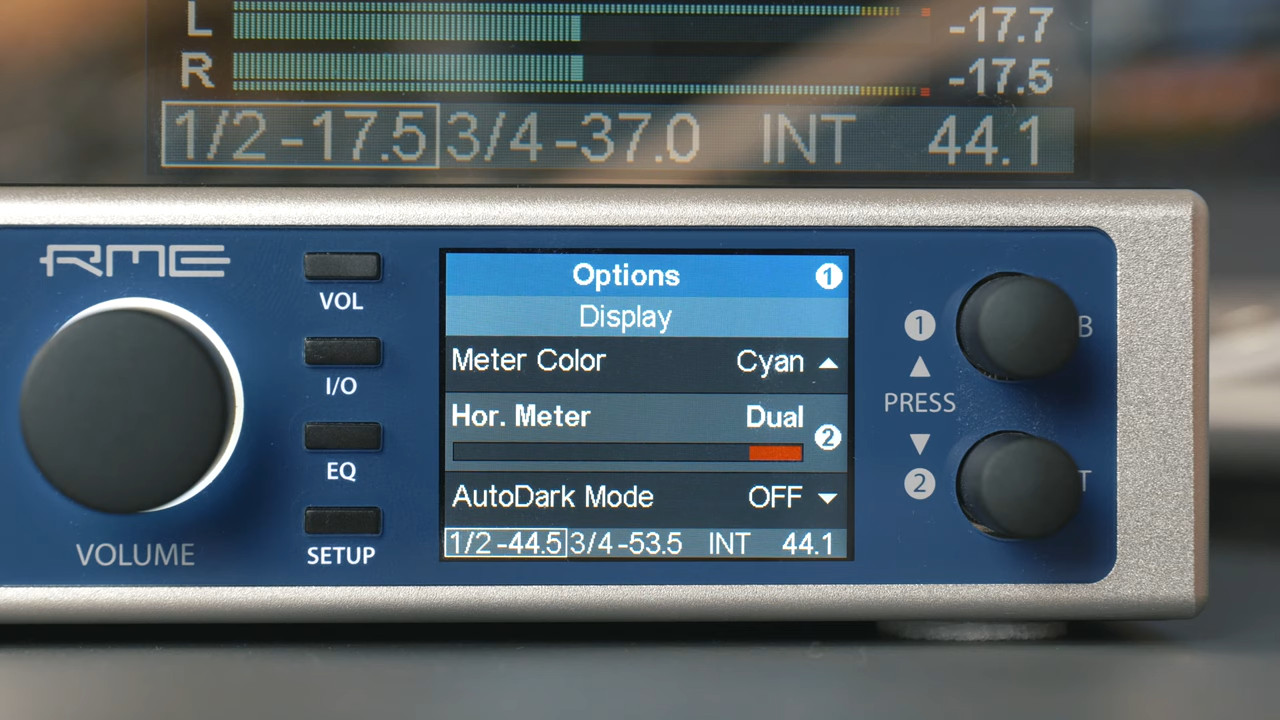 L -17.7
R -17.5
1/2 -17.5 3/4 -37.0 INT 44.1
RME
VOL
I/O
EQ
SETUP
VOLUME
Options 1
Display
Meter Color Cyan
Hor. Meter Dual
2
AutoDark Mode OFF
1/2 -44.5 3/4 -53.5 INT 44.1
1 B
PRESS
2 T